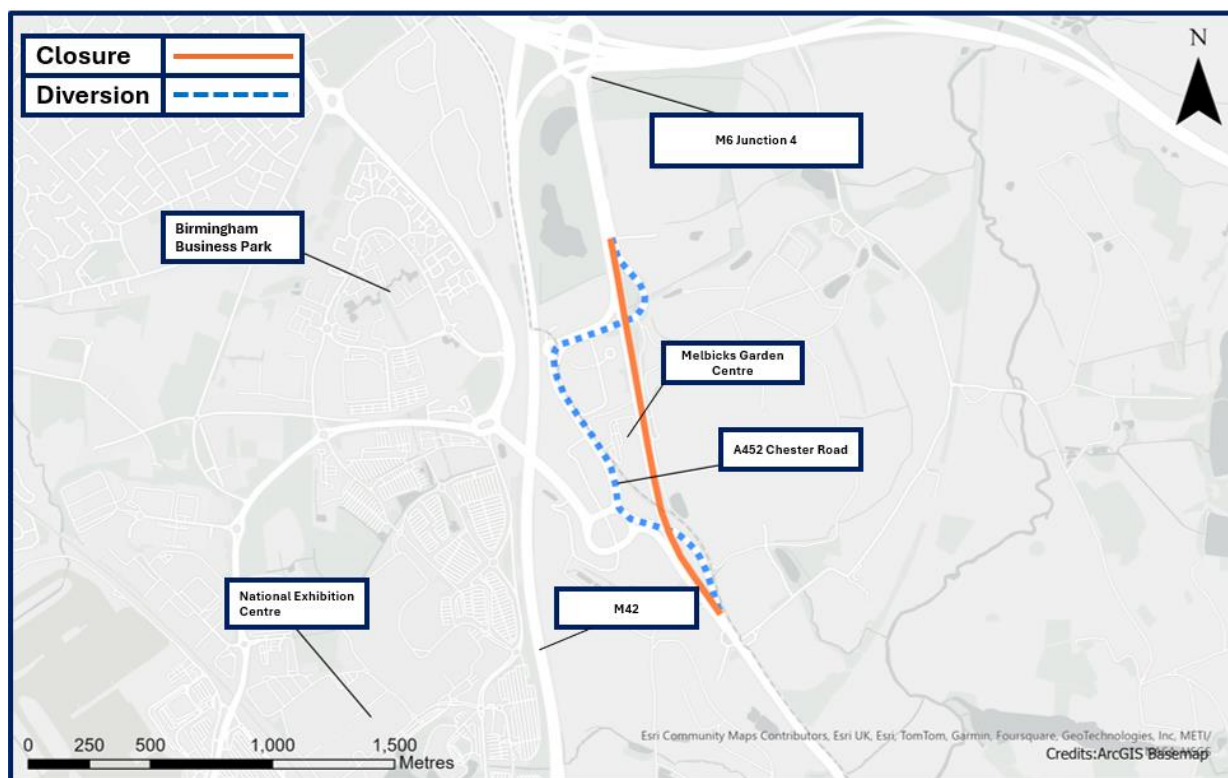 Closure
Diversion
N
M6 Junction 4
Birmingham
Business Park
Melbicks Garden
Centre
A452 Chester Road
National Exhibition
Centre
M42
0 250 500 1,000 1,500
Metres
Esri Community Maps Contributors, Esri UK, Esri, TomTom, Garmin, Foursquare, GeoTechnologies, Inc, METI/
Credits:ArcGIS Basemap